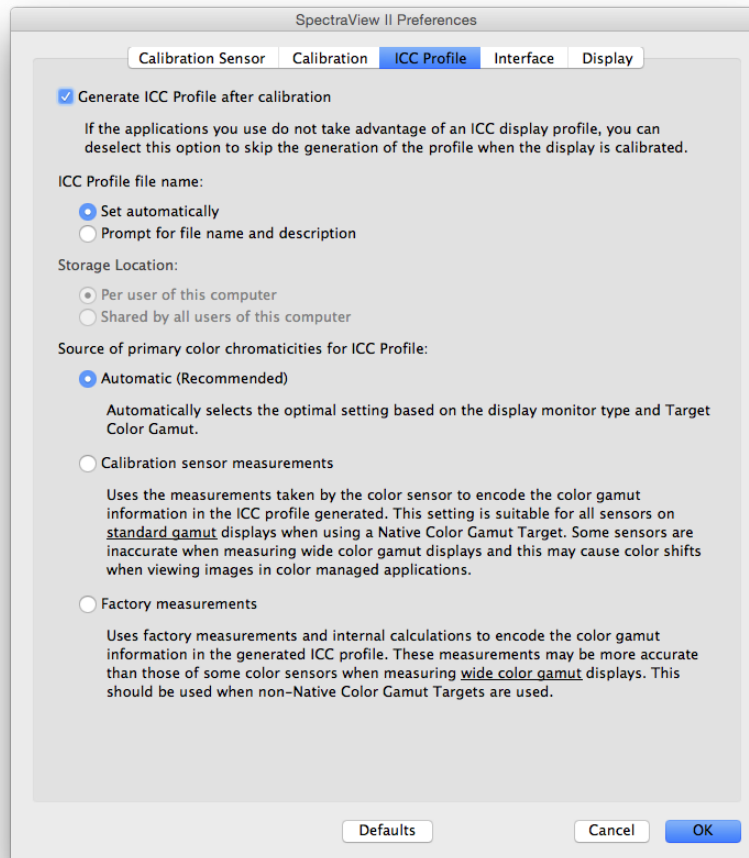 SpectraView II Preferences
Calibration Sensor Calibration ICC Profile Interface Display
Generate ICC Profile after calibration
If the applications you use do not take advantage of an ICC display profile, you can
deselect this option to skip the generation of the profile when the display is calibrated.
ICC Profile file name:
Set automatically
Prompt for file name and description
Storage Location:
Per user of this computer
Shared by all users of this computer
Source of primary color chromaticities for ICC Profile:
Automatic (Recommended)
Automatically selects the optimal setting based on the display monitor type and Target
Color Gamut.
Calibration sensor measurements
Uses the measurements taken by the color sensor to encode the color gamut
information in the ICC profile generated. This setting is suitable for all sensors on
standard gamut displays when using a Native Color Gamut Target. Some sensors are
inaccurate when measuring wide color gamut displays and this may cause color shifts
when viewing images in color managed applications.
Factory measurements
Uses factory measurements and internal calculations to encode the color gamut
information in the generated ICC profile. These measurements may be more accurate
than those of some color sensors when measuring wide color gamut displays. This
should be used when non-Native Color Gamut Targets are used.
Defaults Cancel OK